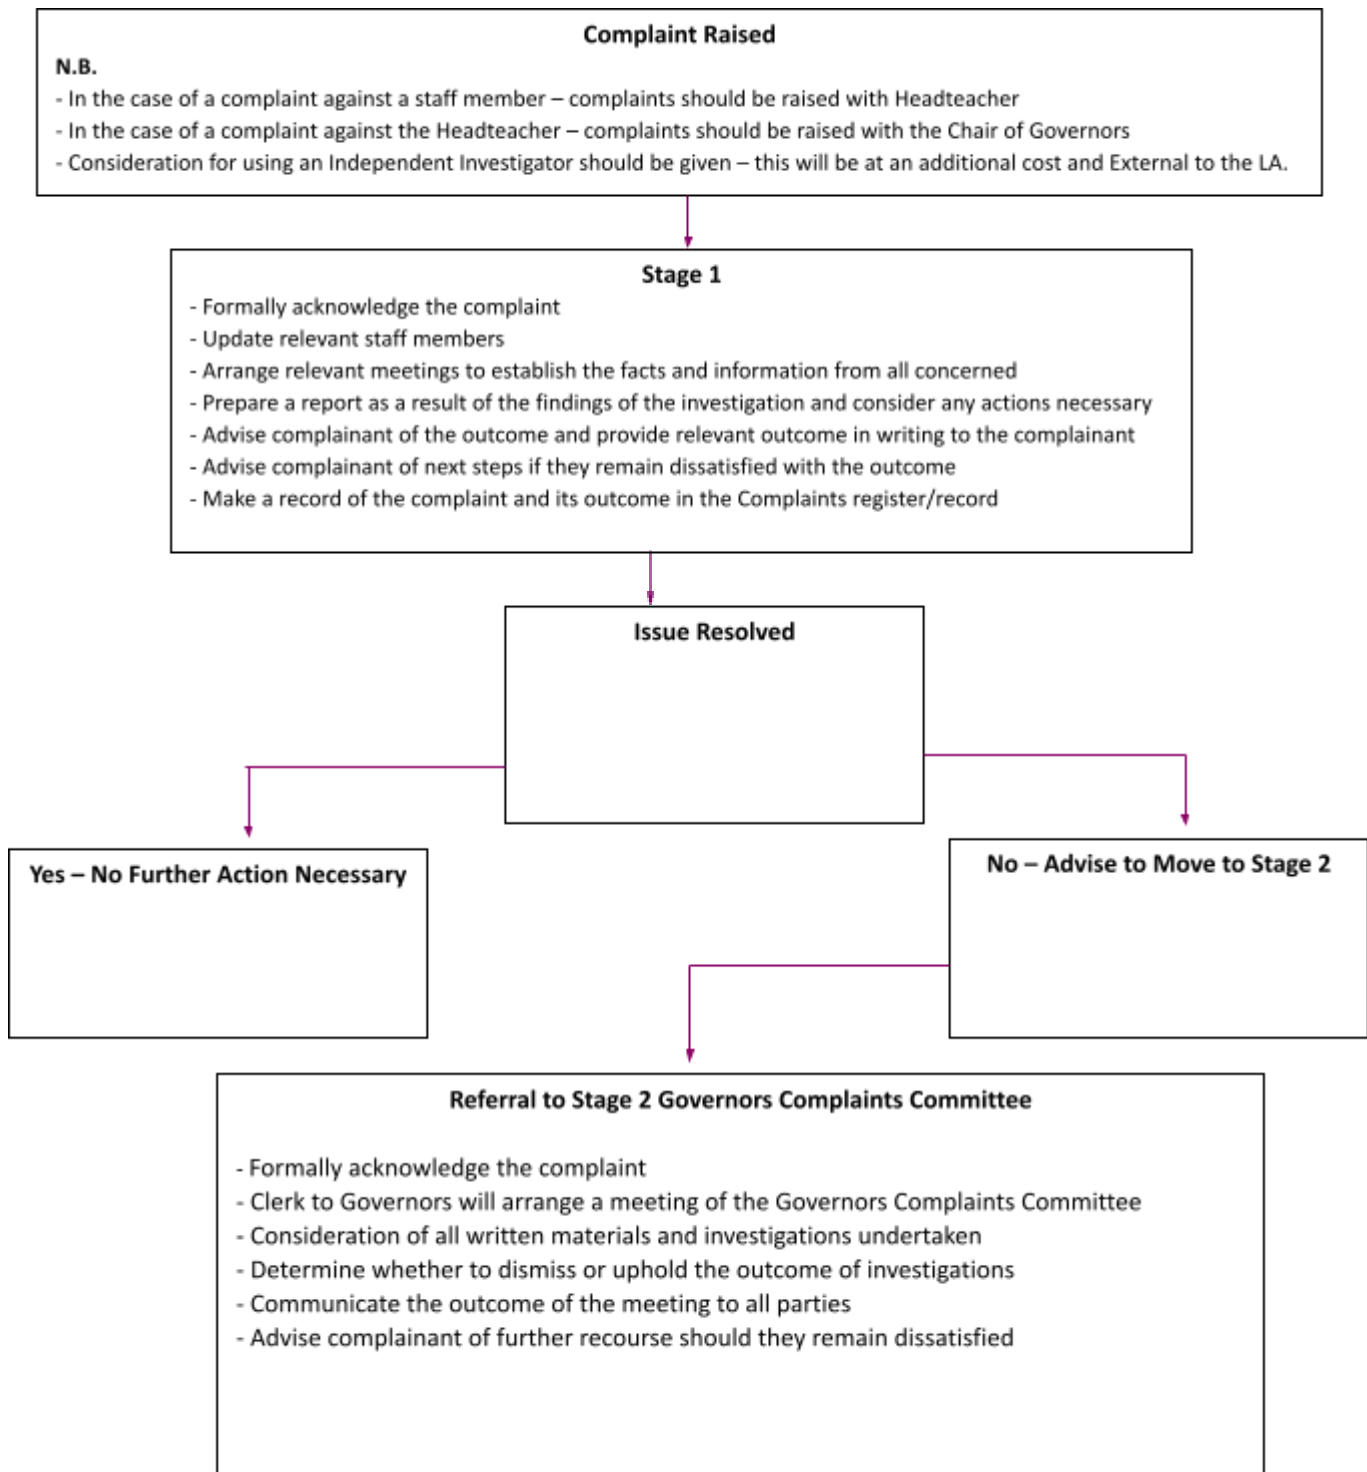 Complaint Raised
N.B.
- In the case of a complaint against a staff member – complaints should be raised with Headteacher
- In the case of a complaint against the Headteacher – complaints should be raised with the Chair of Governors
- Consideration for using an Independent Investigator should be given – this will be at an additional cost and External to the LA.
Stage 1
- Formally acknowledge the complaint
- Update relevant staff members
- Arrange relevant meetings to establish the facts and information from all concerned
- Prepare a report as a result of the findings of the investigation and consider any actions necessary
- Advise complainant of the outcome and provide relevant outcome in writing to the complainant
- Advise complainant of next steps if they remain dissatisfied with the outcome
- Make a record of the complaint and its outcome in the Complaints register/record
Issue Resolved
Yes – No Further Action Necessary
No – Advise to Move to Stage 2
Referral to Stage 2 Governors Complaints Committee
- Formally acknowledge the complaint
- Clerk to Governors will arrange a meeting of the Governors Complaints Committee
- Consideration of all written materials and investigations undertaken
- Determine whether to dismiss or uphold the outcome of investigations
- Communicate the outcome of the meeting to all parties
- Advise complainant of further recourse should they remain dissatisfied